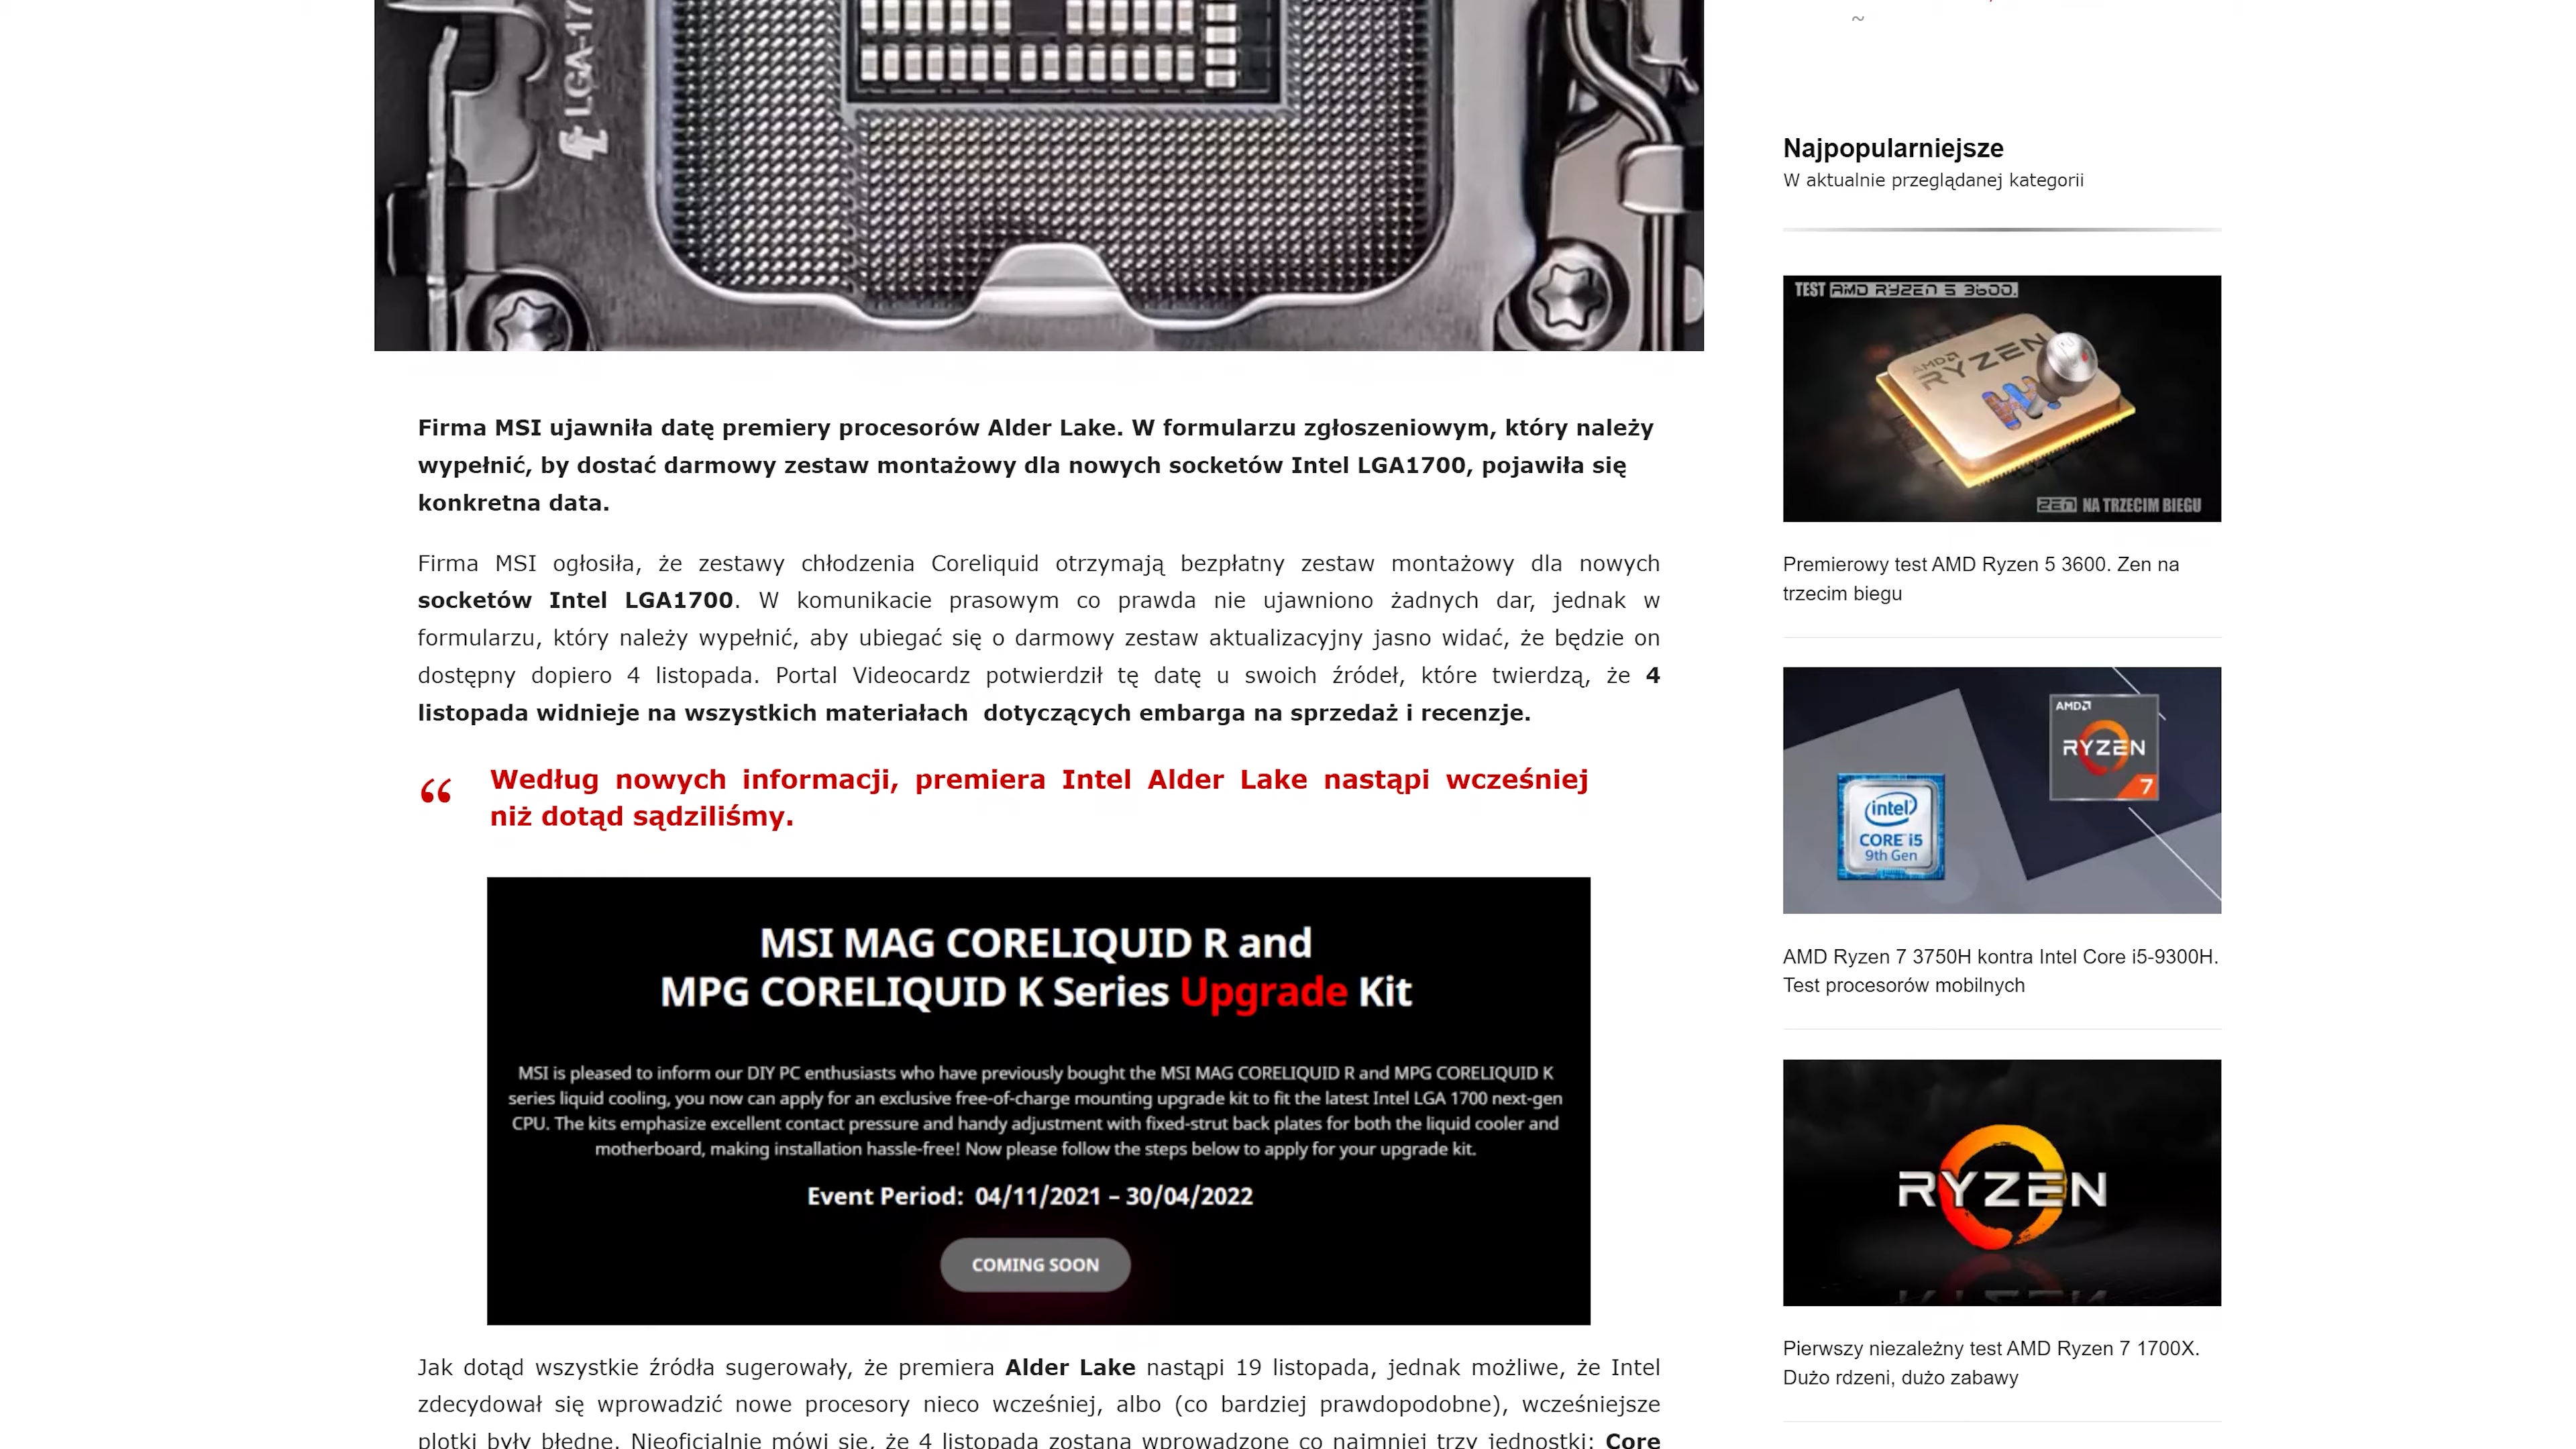 LGA-17
Firma MSI ujawniła datę premiery procesorów Alder Lake. W formularzu zgłoszeniowym, który należy
wypełnić, by dostać darmowy zestaw montażowy dla nowych socketów Intel LGA1700, pojawiła się
konkretna data.
Firma MSI ogłosiła, że zestawy chłodzenia Coreliquid otrzymają bezpłatny zestaw montażowy dla nowych
socketów Intel LGA1700. W komunikacie prasowym co prawda nie ujawniono żadnych dar, jednak w
formularzu, który należy wypełnić, aby ubiegać się o darmowy zestaw aktualizacyjny jasno widać, że będzie on
dostępny dopiero 4 listopada. Portal Videocardz potwierdził tę datę u swoich źródeł, które twierdzą, że 4
listopada widnieje na wszystkich materiałach dotyczących embarga na sprzedaż i recenzje.
“ Według nowych informacji, premiera Intel Alder Lake nastąpi wcześniej
niż dotąd sądziliśmy.
MSI MAG CORELIQUID R and
MPG CORELIQUID K Series Upgrade Kit
MSI is pleased to inform our DIY PC enthusiasts who have previously bought the MSI MAG CORELIQUID R and MPG CORELIQUID K
series liquid cooling, you now can apply for an exclusive free-of-charge mounting upgrade kit to fit the latest Intel LGA 1700 next-gen
CPU. The kits emphasize excellent contact pressure and handy adjustment with fixed-strut back plates for both the liquid cooler and
motherboard, making installation hassle-free! Now please follow the steps below to apply for your upgrade kit.
Event Period: 04/11/2021 – 30/04/2022
COMING SOON
Jak dotąd wszystkie źródła sugerowały, że premiera Alder Lake nastąpi 19 listopada, jednak możliwe, że Intel
zdecydował się wprowadzić nowe procesory nieco wcześniej, albo (co bardziej prawdopodobne), wcześniejsze
plotki były błędne. Nieoficjalnie mówi się, że 4 listopada zostaną wprowadzone co najmniej trzy jednostki: Core
Najpopularniejsze
W aktualnie przeglądanej kategorii
TEST AMD RYZEN 5 3600.
AMD
RYZEN
ZEN NA TRZECIM BIEGU
Premierowy test AMD Ryzen 5 3600. Zen na
trzecim biegu
AMD
RYZEN
7
intel
CORE i5
9th Gen
AMD Ryzen 7 3750H kontra Intel Core i5-9300H.
Test procesorów mobilnych
RYZEN
Pierwszy niezależny test AMD Ryzen 7 1700X.
Dużo rdzeni, dużo zabawy